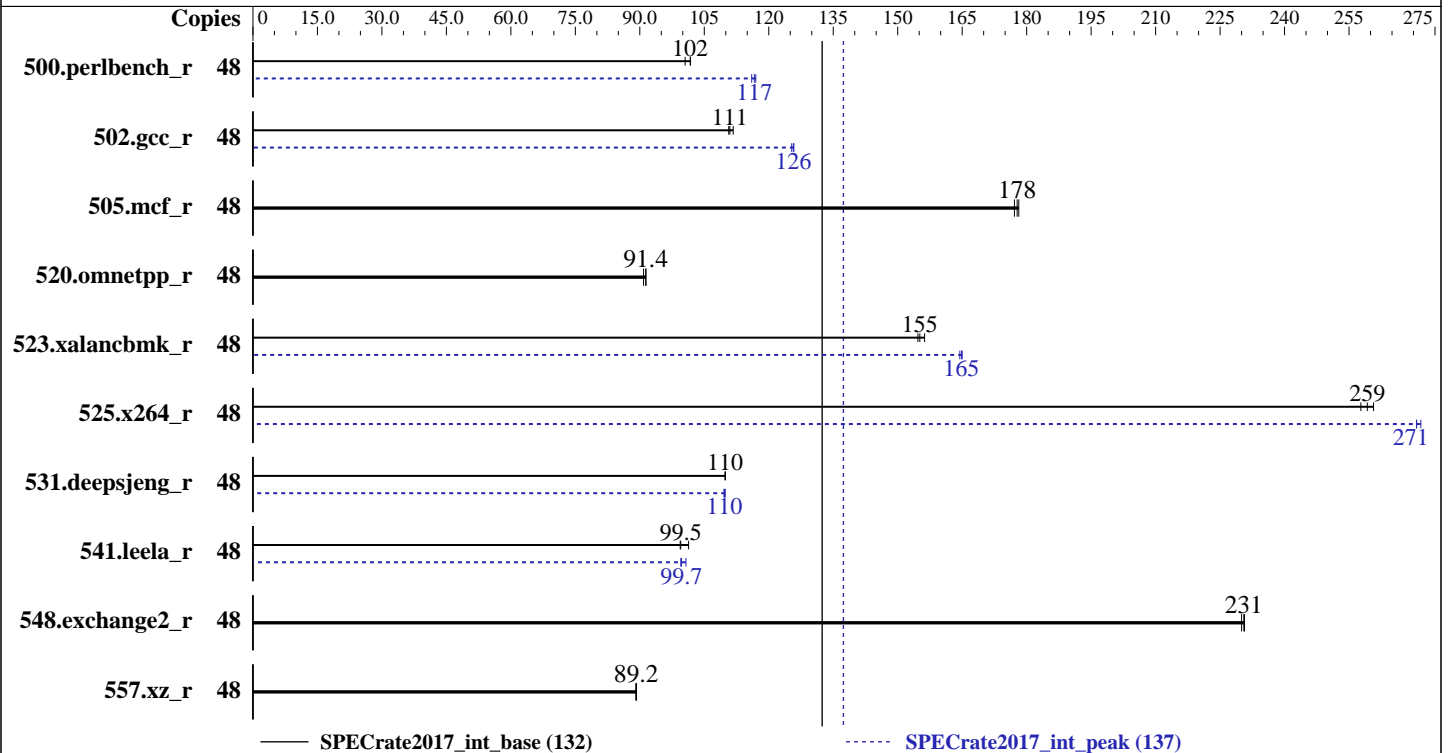 Copies 0 15.0 30.0 45.0 60.0 75.0 90.0 105 120 135 150 165 180 195 210 225 240 255 275
500.perlbench_r 48 102
117
502.gcc_r 48 111
126
505.mcf_r 48 178
520.omnetpp_r 48 91.4
523.xalancbmk_r 48 155
165
525.x264_r 48 259
271
531.deepsjeng_r 48 110
110
541.leela_r 48 99.5
99.7
548.exchange2_r 48 231
557.xz_r 48 89.2
SPECrate2017_int_base (132) SPECrate2017_int_peak (137)